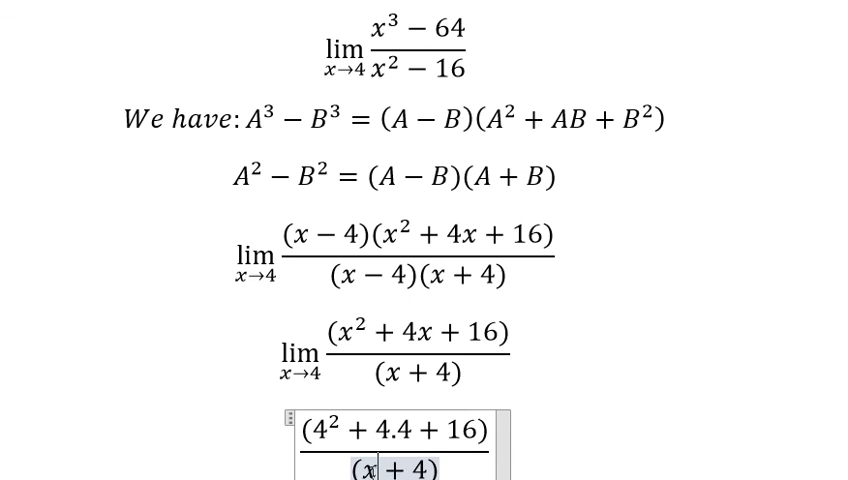 lim x→4 (x³ − 64)/(x² − 16)
We have: A³ − B³ = (A − B)(A² + AB + B²)
A² − B² = (A − B)(A + B)
lim x→4 (x − 4)(x² + 4x + 16)/(x − 4)(x + 4)
lim x→4 (x² + 4x + 16)/(x + 4)
(4² + 4.4 + 16)/(x + 4)